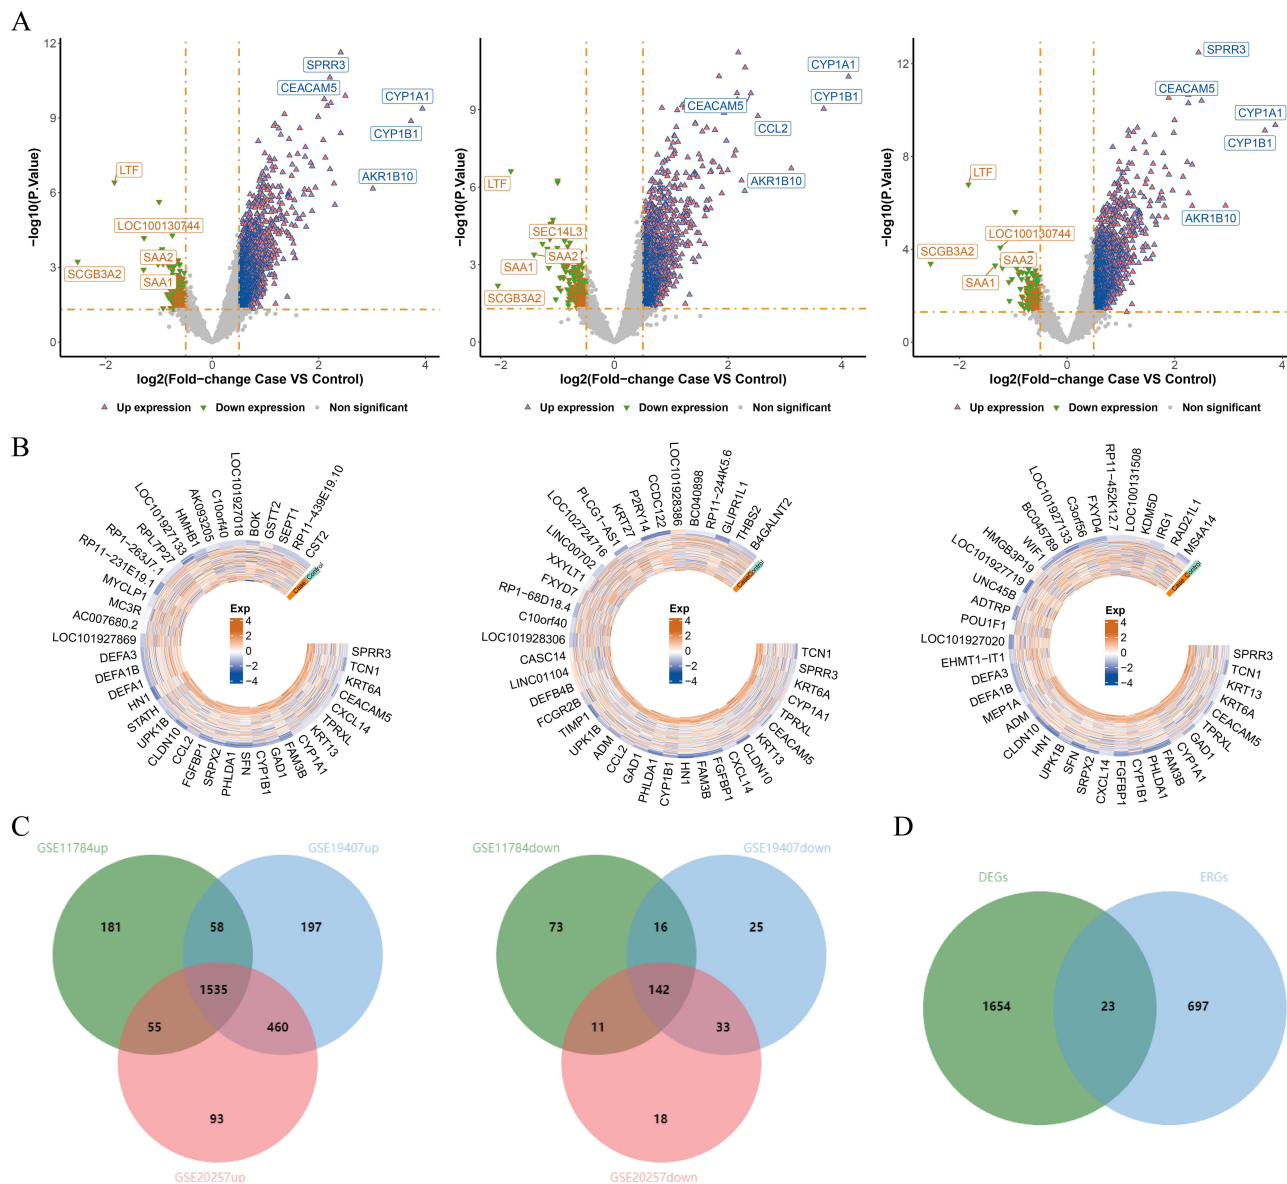 A
12
9
6
3
0
−log10(P.Value)
SPRR3
CEACAM5
CYP1A1
CYP1B1
AKR1B10
LTF
LOC100130744
SAA2
SCGB3A2
SAA1
−2
0
2
4
log2(Fold−change Case VS Control)
Up expression Down expression Non significant
9
6
3
0
−log10(P.Value)
CYP1A1
CEACAM5
CYP1B1
CCL2
AKR1B10
LTF
SEC14L3
SAA2
SAA1
SCGB3A2
−2
0
2
4
log2(Fold−change Case VS Control)
Up expression Down expression Non significant
12
8
4
0
−log10(P.Value)
SPRR3
CEACAM5
CYP1A1
CYP1B1
AKR1B10
LTF
LOC100130744
SCGB3A2
SAA2
SAA1
−2
0
2
4
log2(Fold−change Case VS Control)
Up expression Down expression Non significant
B
CST2
RP11−439E19.10
SEPT1
GSTT2
BOK
LOC101927018
C10orf40
AK093205
HMHB1
LOC101927133
RPL7P27
RP1−263J7.1
RP11−231E19.1
MYCLP1
MC3R
AC007680.2
LOC101927869
DEFA3
DEFA1B
DEFA1
HN1
STATH
UPK1B
CLDN10
CCL2
FGFBP1
SRPX2
PHLDA1
SFN
CYP1B1
GAD1
FAM3B
CYP1A1
KRT13
TPRXL
CXCL14
CEACAM5
KRT6A
TCN1
SPRR3
Case
Control
Exp
4
2
0
−2
−4
B4GALNT2
THBS2
GLIPR1L1
RP11−244K5.6
BC040898
LOC101928386
CCDC122
P2RY14
KRT27
PLCG1−AS1
LOC102724716
LINC00702
XXYLT1
FXYD7
RP1−68D18.4
C10orf40
LOC101928306
CASC14
LINC01104
DEFB4B
FCGR2B
TIMP1
UPK1B
ADM
CCL2
GAD1
PHLDA1
CYP1B1
HN1
FAM3B
FGFBP1
CXCL14
CLDN10
KRT13
CEACAM5
TPRXL
CYP1A1
KRT6A
SPRR3
TCN1
Case
Control
Exp
4
2
0
−2
−4
MS4A14
RAD21L1
IRG1
KDM5D
LOC100131508
RP11−452K12.7
FXYD4
C3orf56
LOC101927133
BC045789
WIF1
HMGB3P19
LOC101927719
UNC45B
ADTRP
POU1F1
LOC101927020
EHMT1−IT1
DEFA3
DEFA1B
MEP1A
ADM
CLDN10
HN1
UPK1B
SFN
SRPX2
CXCL14
FGFBP1
CYP1B1
PHLDA1
FAM3B
CYP1A1
GAD1
TPRXL
CEACAM5
KRT6A
KRT13
TCN1
SPRR3
Case
Control
Exp
4
2
0
−2
−4
C
GSE11784up
GSE19407up
181
58
197
1535
55
460
93
GSE20257up
GSE11784down
GSE19407down
73
16
25
142
11
33
18
GSE20257down
D
DEGs
ERGs
1654
23
697